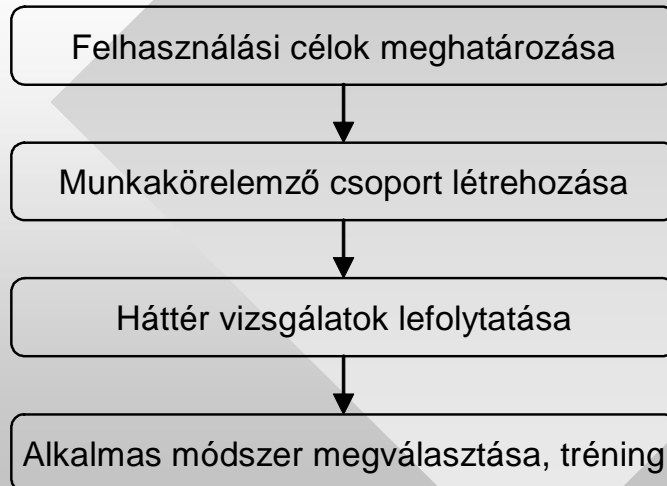 Felhasználási célok meghatározása
Munkakörelemző csoport létrehozása
Háttér vizsgálatok lefolytatása
Alkalmas módszer megválasztása, tréning